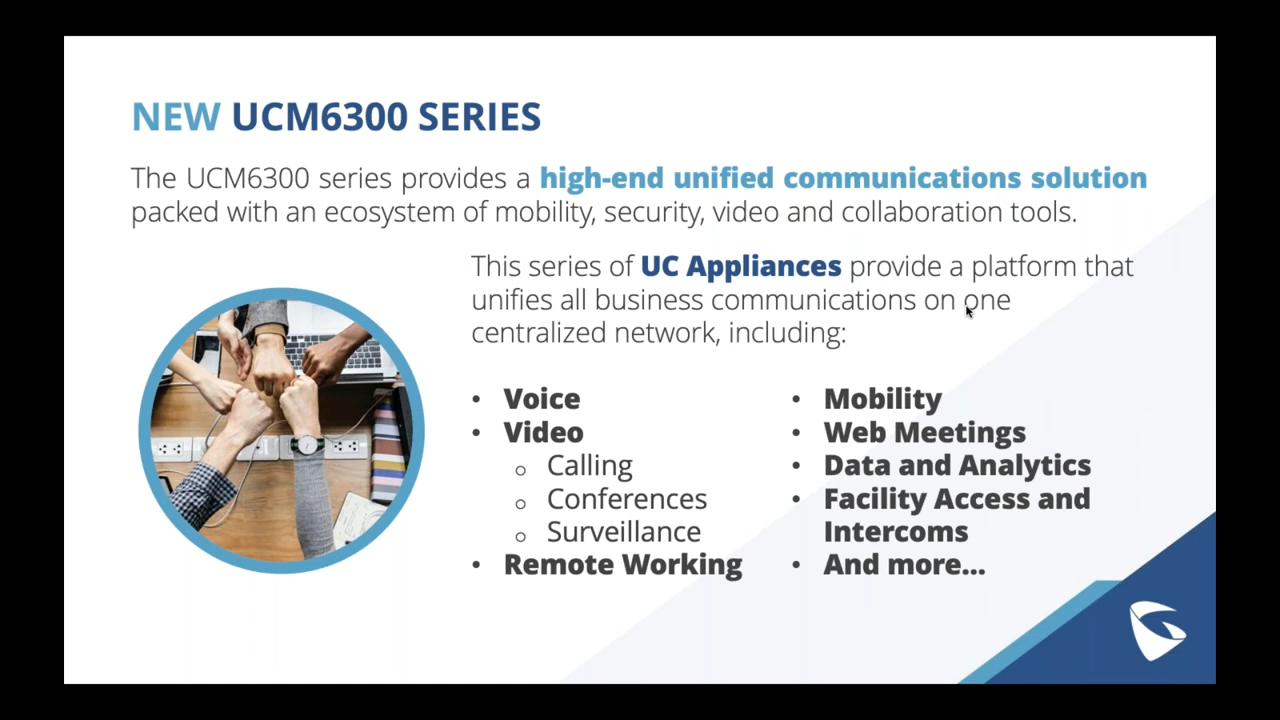 NEW UCM6300 SERIES
The UCM6300 series provides a high-end unified communications solution
packed with an ecosystem of mobility, security, video and collaboration tools.
This series of UC Appliances provide a platform that
unifies all business communications on one
centralized network, including:
• Voice
• Video
o Calling
o Conferences
o Surveillance
• Remote Working
• Mobility
• Web Meetings
• Data and Analytics
• Facility Access and
Intercoms
• And more...